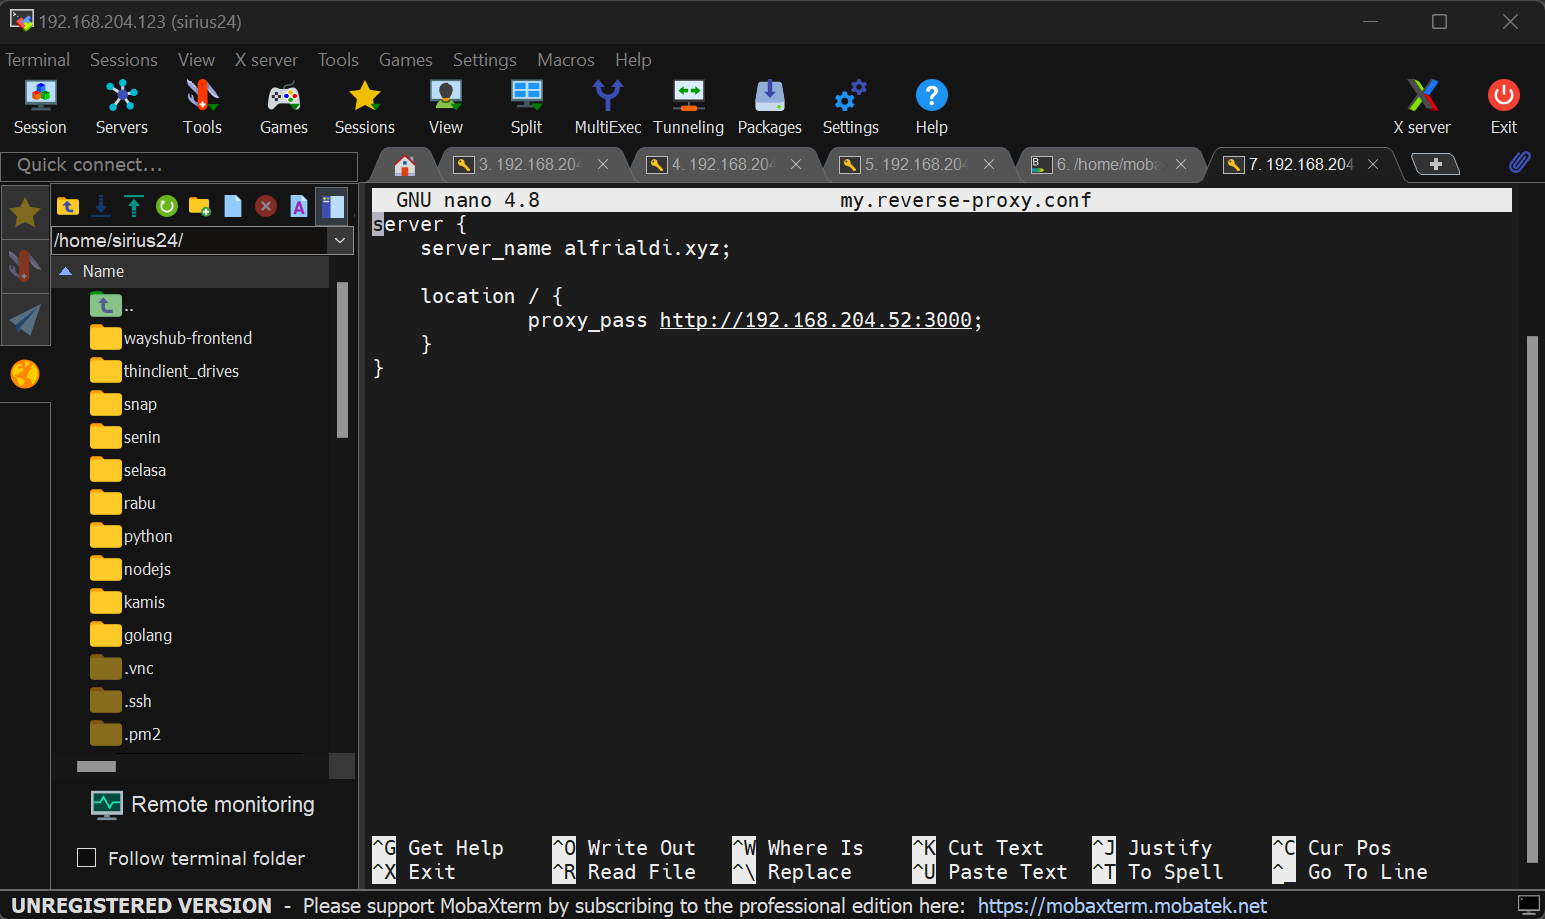 192.168.204.123 (sirius24)
Terminal Sessions View X server Tools Games Settings Macros Help
Session Servers Tools Games Sessions View Split MultiExec Tunneling Packages Settings Help X server Exit
Quick connect...
3. 192.168.204 4. 192.168.204 5. 192.168.204 6. /home/moba 7. 192.168.204
/home/sirius24/
Name
..
wayshub-frontend
thinclient_drives
snap
senin
selasa
rabu
python
nodejs
kamis
golang
.vnc
.ssh
.pm2
Remote monitoring
Follow terminal folder
GNU nano 4.8 my.reverse-proxy.conf
server {
server_name alfrialdi.xyz;
location / {
proxy_pass http://192.168.204.52:3000;
}
}
^G Get Help ^O Write Out ^W Where Is ^K Cut Text ^J Justify ^C Cur Pos
^X Exit ^R Read File ^\ Replace ^U Paste Text ^T To Spell ^_ Go To Line
UNREGISTERED VERSION - Please support MobaXterm by subscribing to the professional edition here: https://mobaxterm.mobatek.net